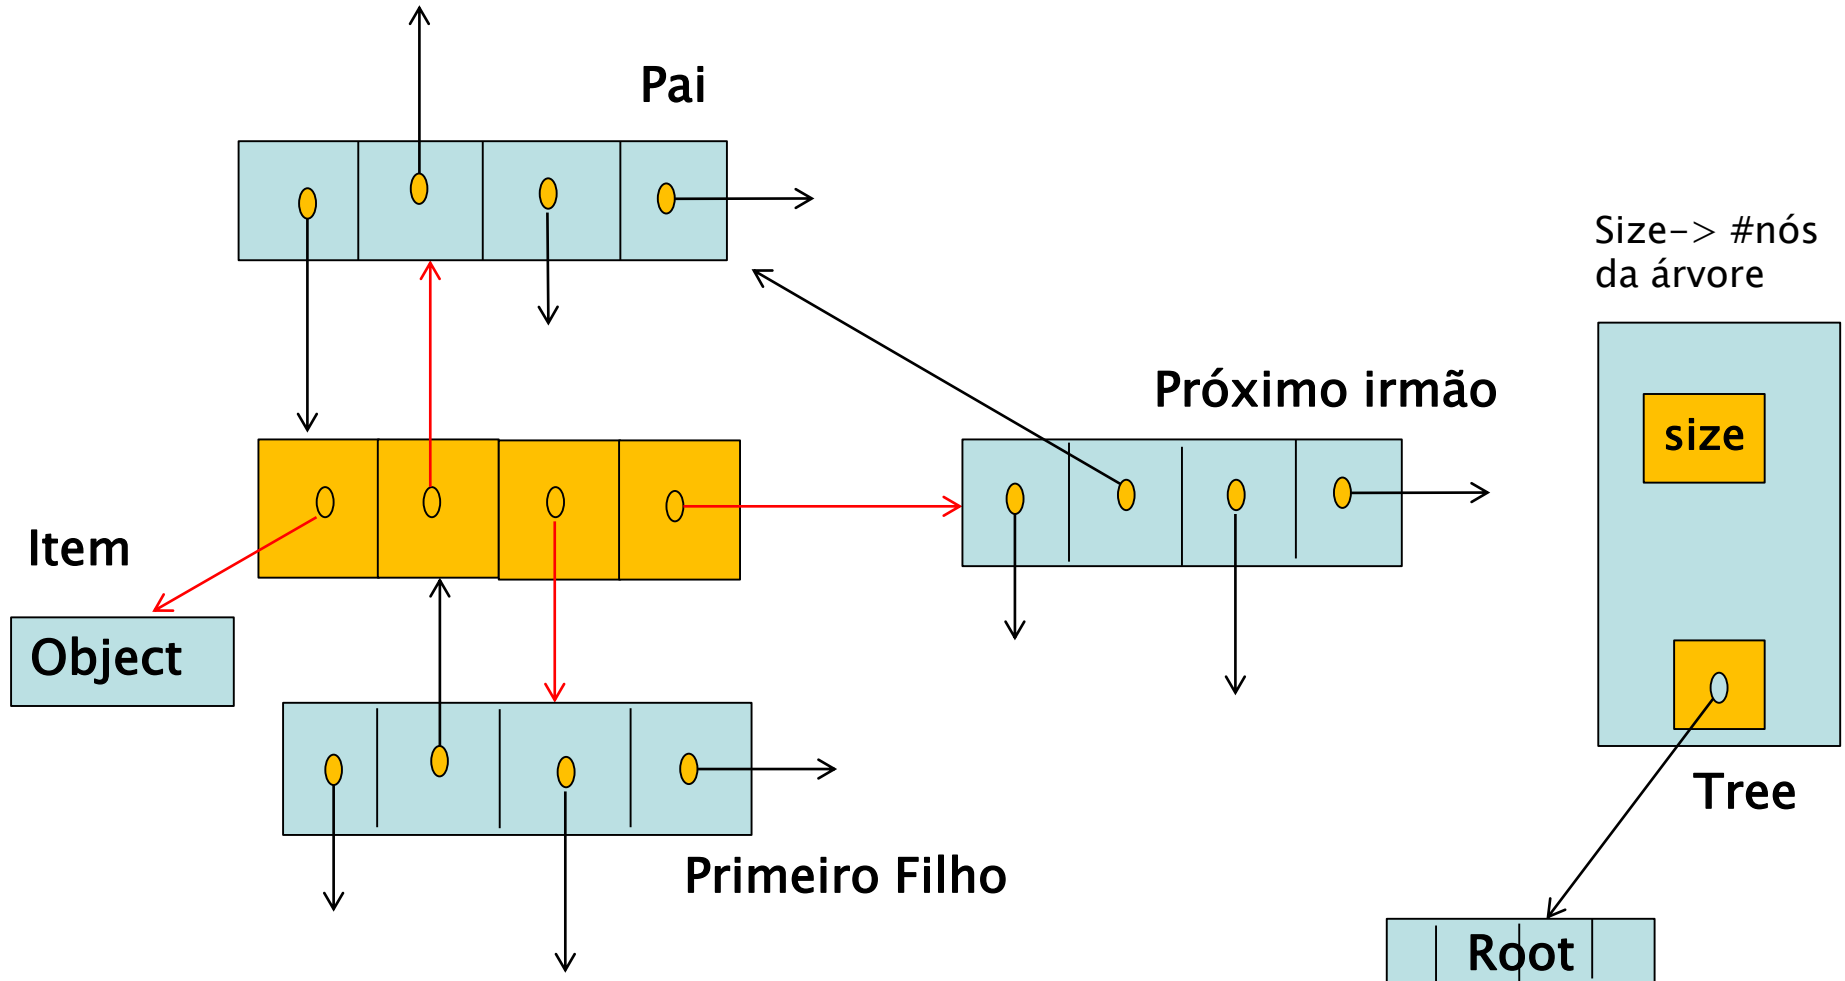 Pai
Size-> #nós
da árvore
Próximo irmão
size
Item
Object
Tree
Primeiro Filho
Root